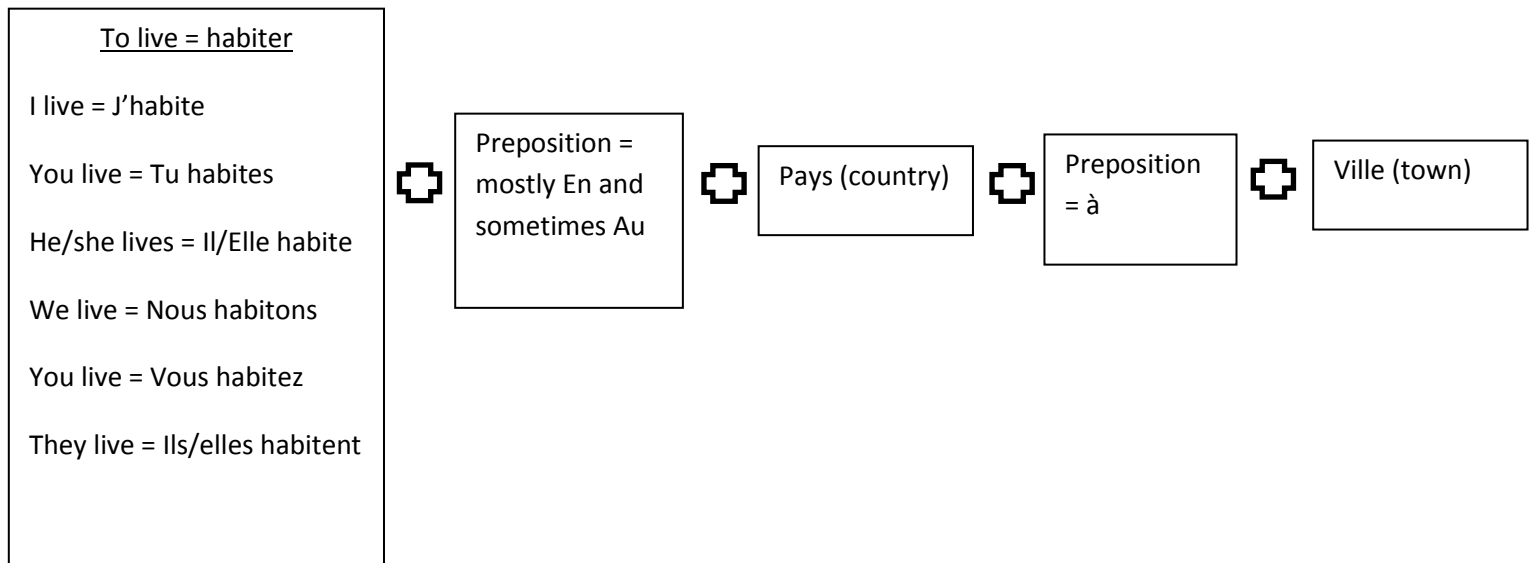 To live = habiter
I live = J’habite
You live = Tu habites
He/she lives = Il/Elle habite
We live = Nous habitons
You live = Vous habitez
They live = Ils/elles habitent
Preposition =
mostly En and
sometimes Au
Pays (country)
Preposition
= à
Ville (town)